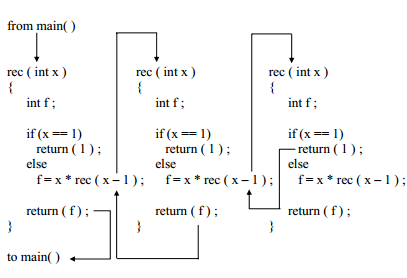 from main( )
rec ( int x ) rec ( int x ) rec ( int x )
{ { {
int f ; int f ; int f ;
if (x == 1) if (x == 1) if (x == 1)
return ( 1 ) ; return ( 1 ) ; return ( 1 ) ;
else else else
f = x * rec ( x – 1 ) ; f = x * rec ( x – 1 ) ; f = x * rec ( x – 1 ) ;
return ( f ) ; return ( f ) ; return ( f ) ;
} } }
to main( )